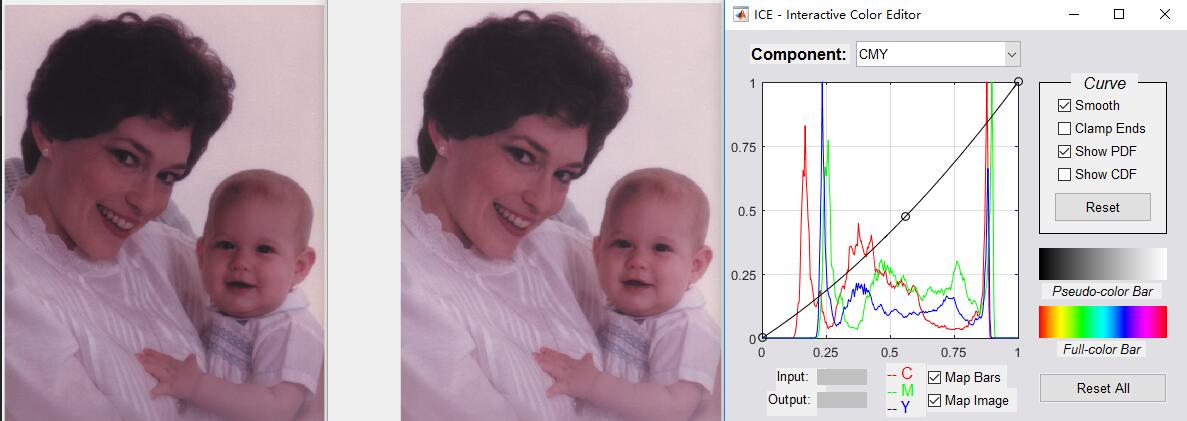 ICE - Interactive Color Editor
Component: CMY
Curve
Smooth
Clamp Ends
Show PDF
Show CDF
Reset
1
0.75
0.5
0.25
0
0 0.25 0.5 0.75 1
Pseudo-color Bar
Full-color Bar
Input:
Output:
-- C
-- M
-- Y
Map Bars
Map Image
Reset All